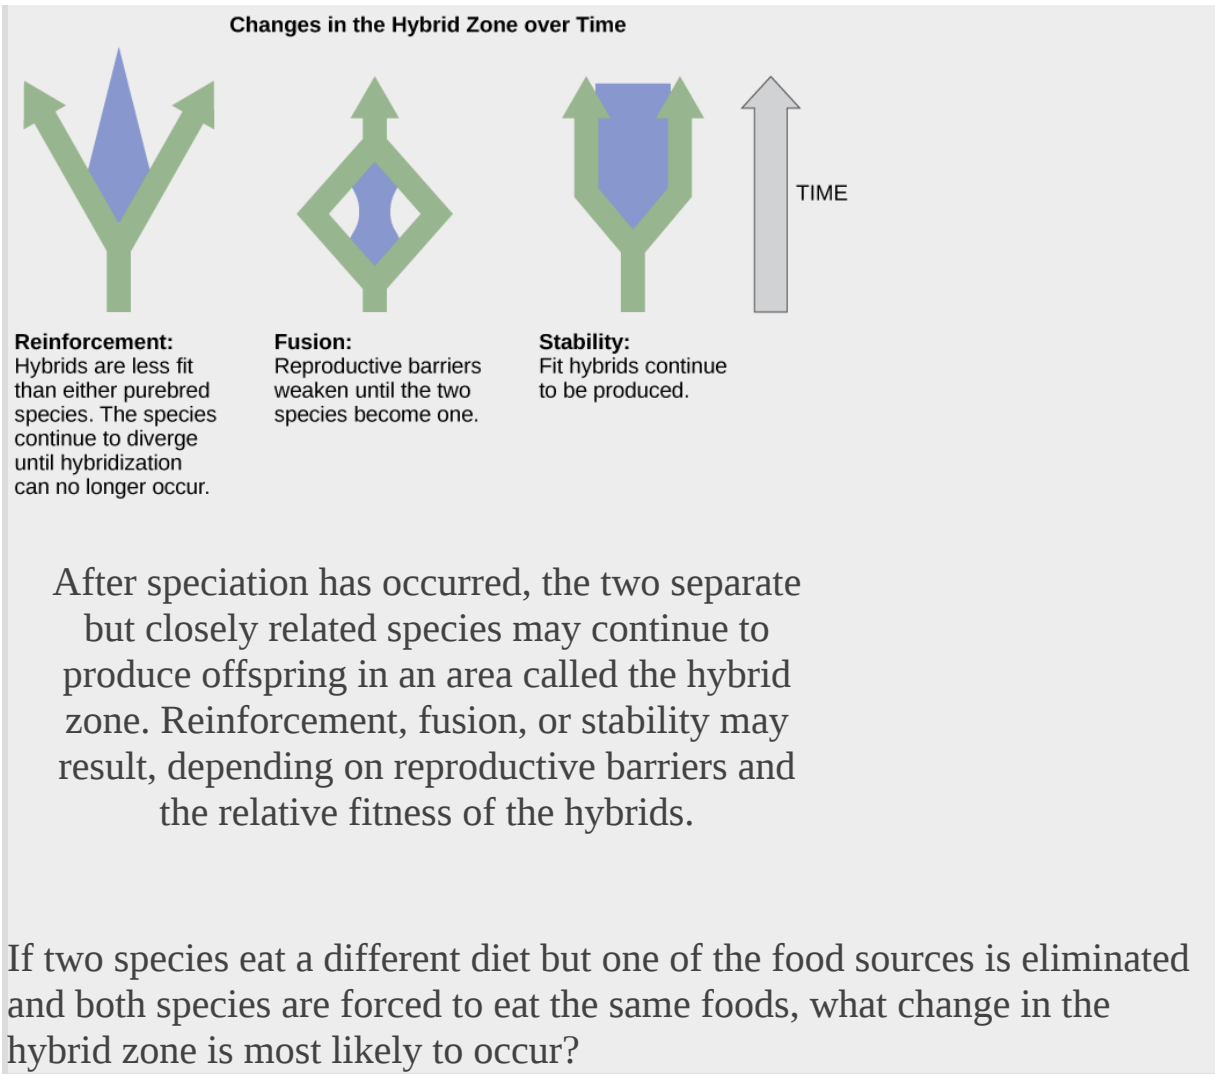 Changes in the Hybrid Zone over Time
TIME
Reinforcement:
Hybrids are less fit
than either purebred
species. The species
continue to diverge
until hybridization
can no longer occur.
Fusion:
Reproductive barriers
weaken until the two
species become one.
Stability:
Fit hybrids continue
to be produced.
After speciation has occurred, the two separate
but closely related species may continue to
produce offspring in an area called the hybrid
zone. Reinforcement, fusion, or stability may
result, depending on reproductive barriers and
the relative fitness of the hybrids.
If two species eat a different diet but one of the food sources is eliminated
and both species are forced to eat the same foods, what change in the
hybrid zone is most likely to occur?